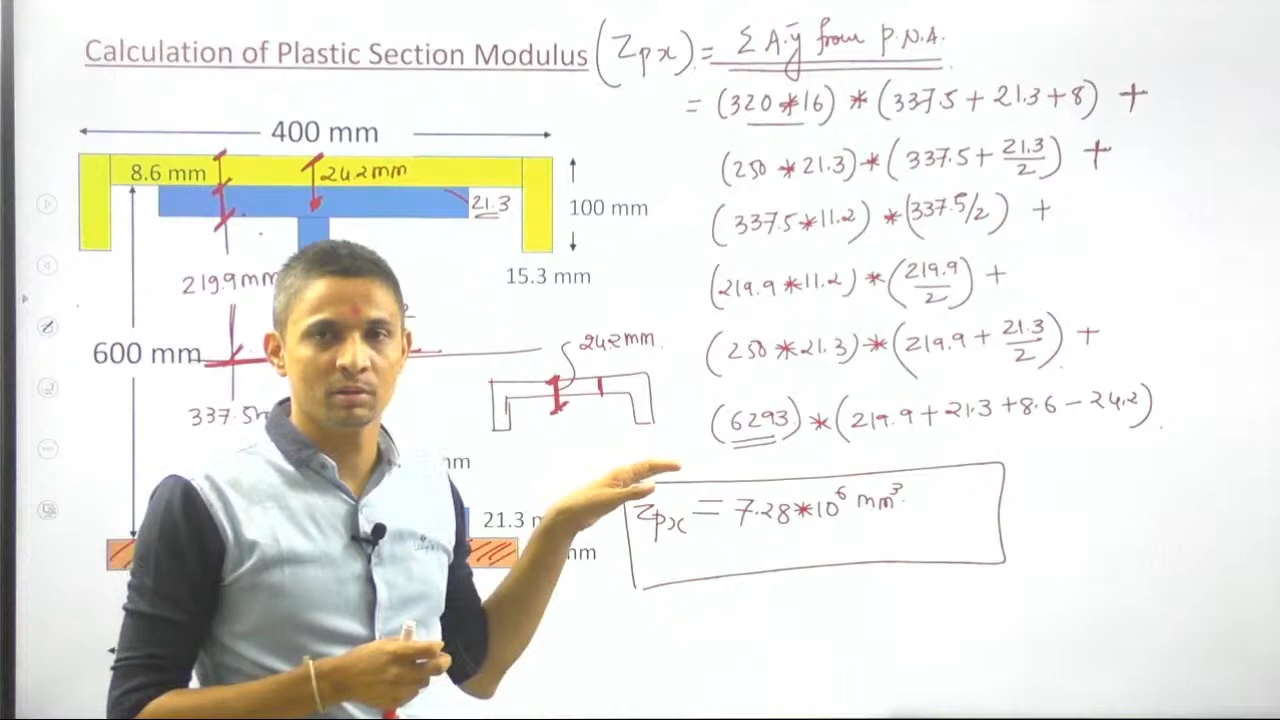 Calculation of Plastic Section Modulus (Zpx) = Σ A.ȳ from P.N.A.
= (320*16) * (337.5 + 21.3 + 8) +
(250 * 21.3) * (337.5 + 21.3/2) +
(337.5*11.2) * (337.5/2) +
(219.9*11.2) * (219.9/2) +
(250*21.3) * (219.9 + 21.3/2) +
(6293) * (219.9 + 21.3 + 8.6 - 24.2)
Zpx = 7.28*10⁶ mm³.
400 mm
8.6 mm
24.2mm
21.3
100 mm
15.3 mm
219.9mm
600 mm
24.2mm.
337.5
21.3